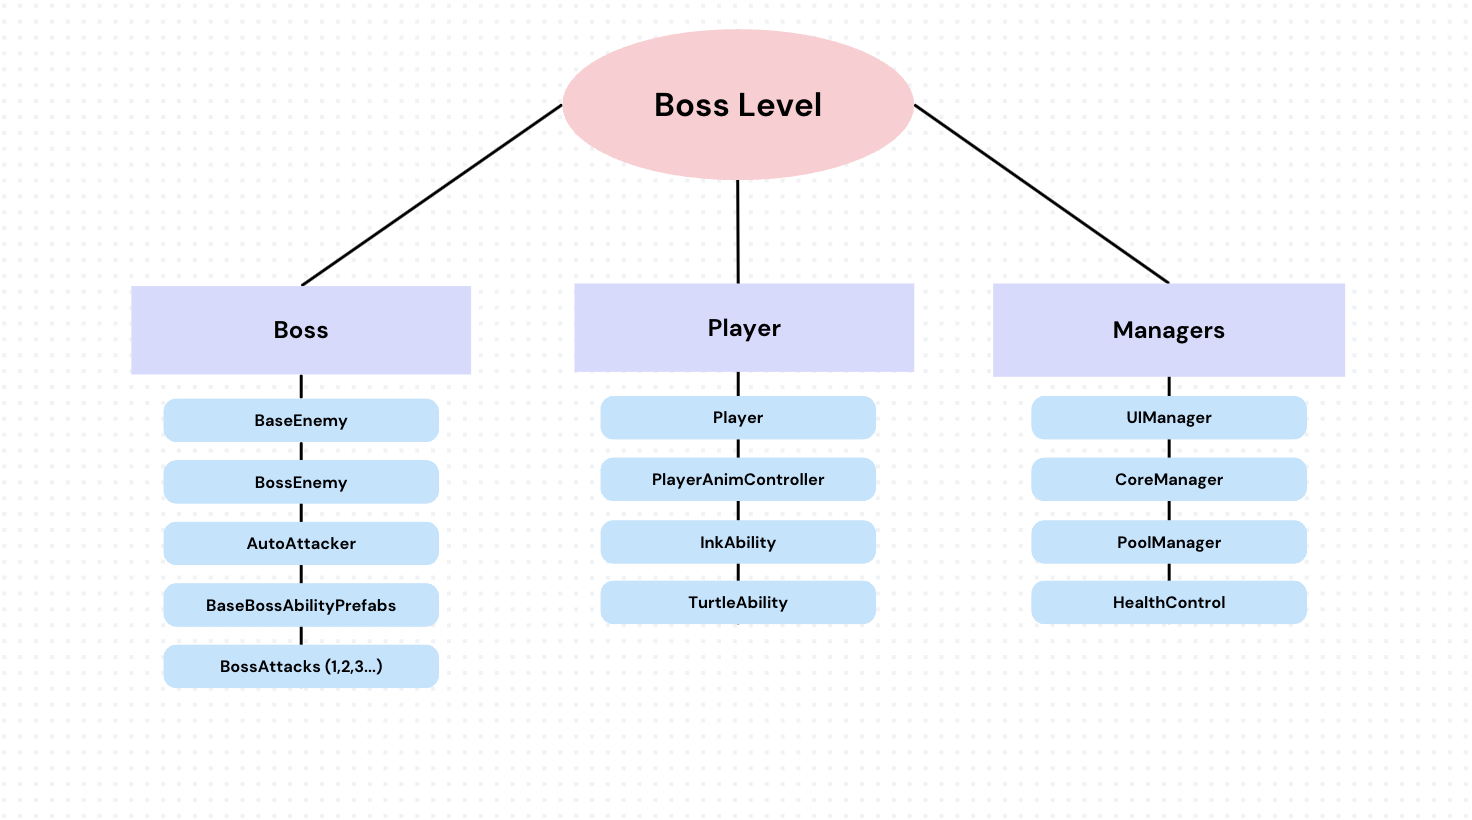 Boss Level
Boss
BaseEnemy
BossEnemy
AutoAttacker
BaseBossAbilityPrefabs
BossAttacks (1,2,3...)
Player
Player
PlayerAnimController
InkAbility
TurtleAbility
Managers
UIManager
CoreManager
PoolManager
HealthControl